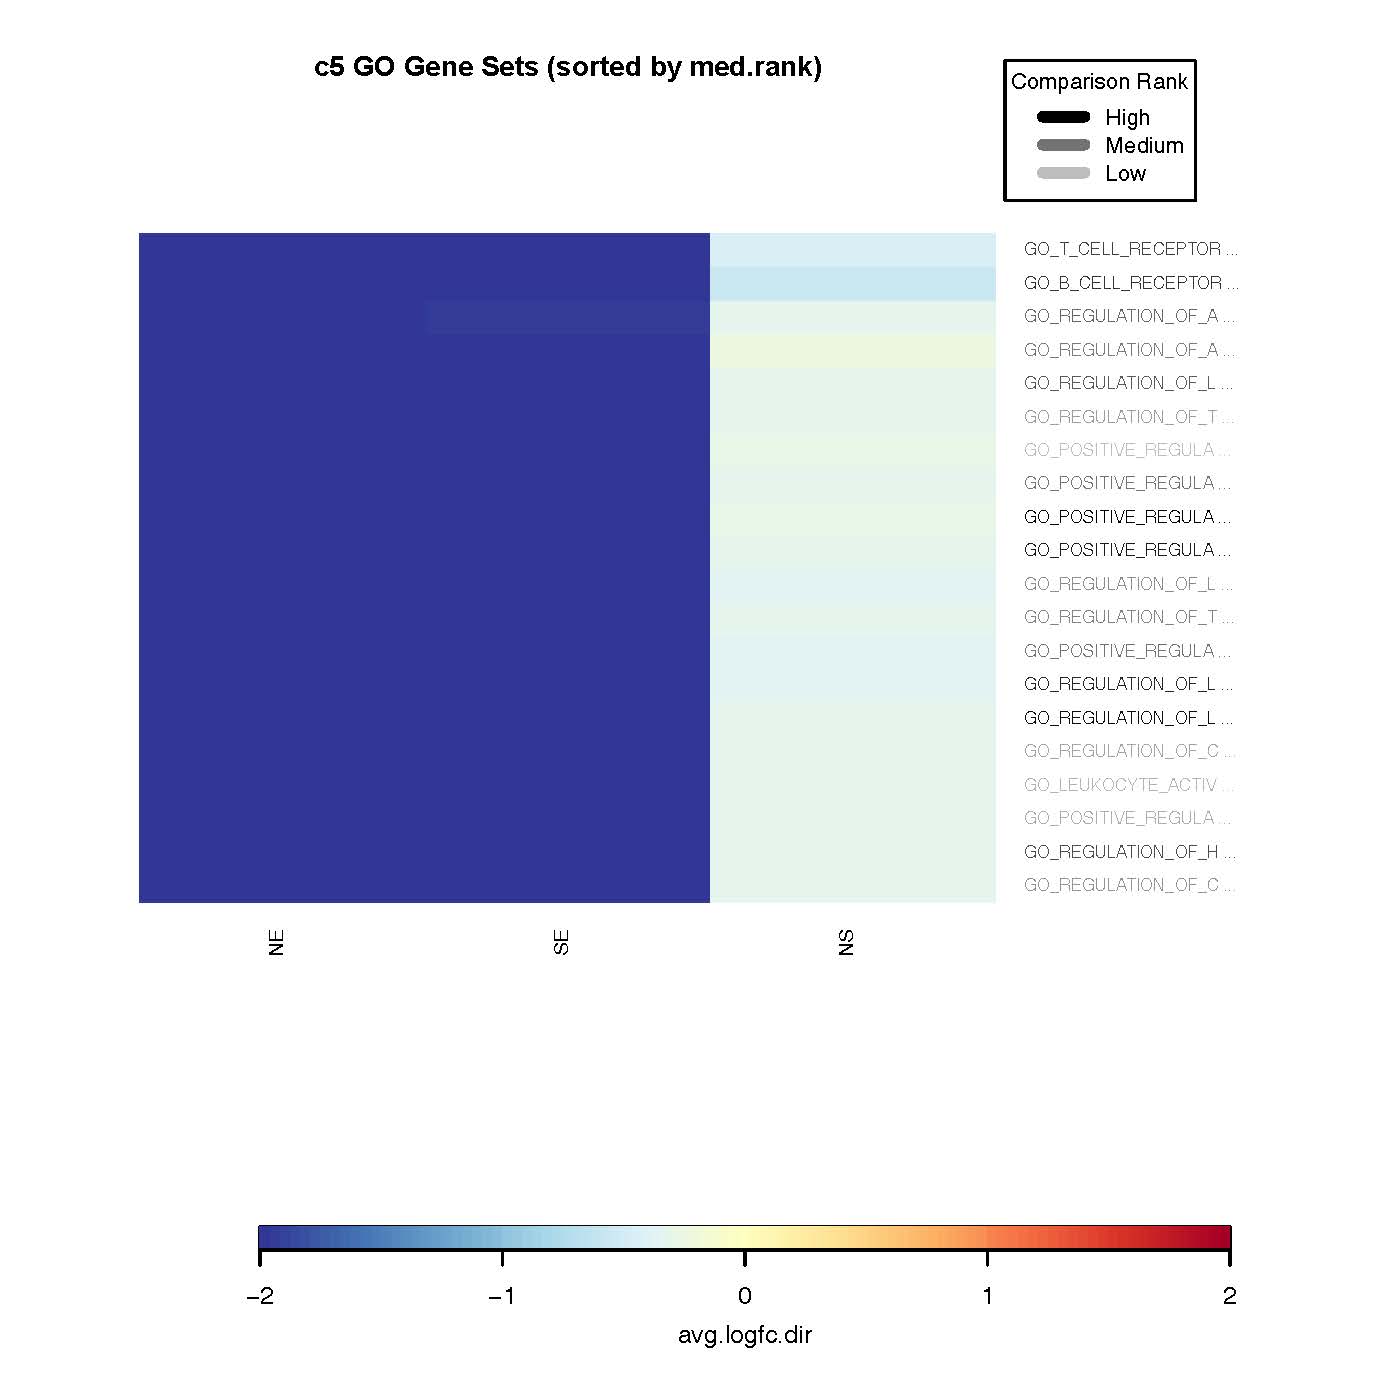 c5 GO Gene Sets (sorted by med.rank)
Comparison Rank
High
Medium
Low
GO_T_CELL_RECEPTOR ...
GO_B_CELL_RECEPTOR ...
GO_REGULATION_OF_A ...
GO_REGULATION_OF_A ...
GO_REGULATION_OF_L ...
GO_REGULATION_OF_T ...
GO_POSITIVE_REGULA ...
GO_POSITIVE_REGULA ...
GO_POSITIVE_REGULA ...
GO_POSITIVE_REGULA ...
GO_REGULATION_OF_L ...
GO_REGULATION_OF_T ...
GO_POSITIVE_REGULA ...
GO_REGULATION_OF_L ...
GO_REGULATION_OF_L ...
GO_REGULATION_OF_C ...
GO_LEUKOCYTE_ACTIV ...
GO_POSITIVE_REGULA ...
GO_REGULATION_OF_H ...
GO_REGULATION_OF_C ...
NE SE NS
−2 −1 0 1 2
avg.logfc.dir